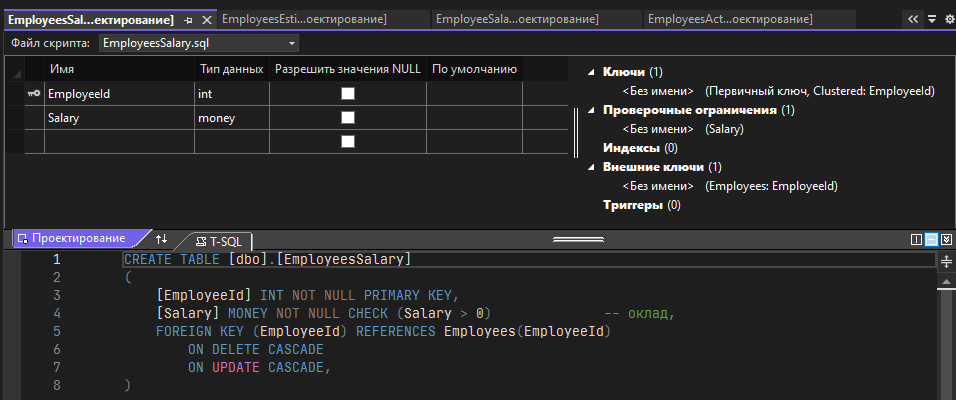 EmployeesSal...ектирование]
EmployeesEsti...оектирование]
EmployeeSala...оектирование]
EmployeesAct...оектирование]
Файл скрипта: EmployeesSalary.sql
Имя Тип данных Разрешить значения NULL По умолчанию
EmployeeId int
Salary money
Ключи (1)
<Без имени> (Первичный ключ, Clustered: EmployeeId)
Проверочные ограничения (1)
<Без имени> (Salary)
Индексы (0)
Внешние ключи (1)
<Без имени> (Employees: EmployeeId)
Триггеры (0)
Проектирование T-SQL
1 CREATE TABLE [dbo].[EmployeesSalary]
2 (
3 [EmployeeId] INT NOT NULL PRIMARY KEY,
4 [Salary] MONEY NOT NULL CHECK (Salary > 0) -- оклад,
5 FOREIGN KEY (EmployeeId) REFERENCES Employees(EmployeeId)
6 ON DELETE CASCADE
7 ON UPDATE CASCADE,
8 )